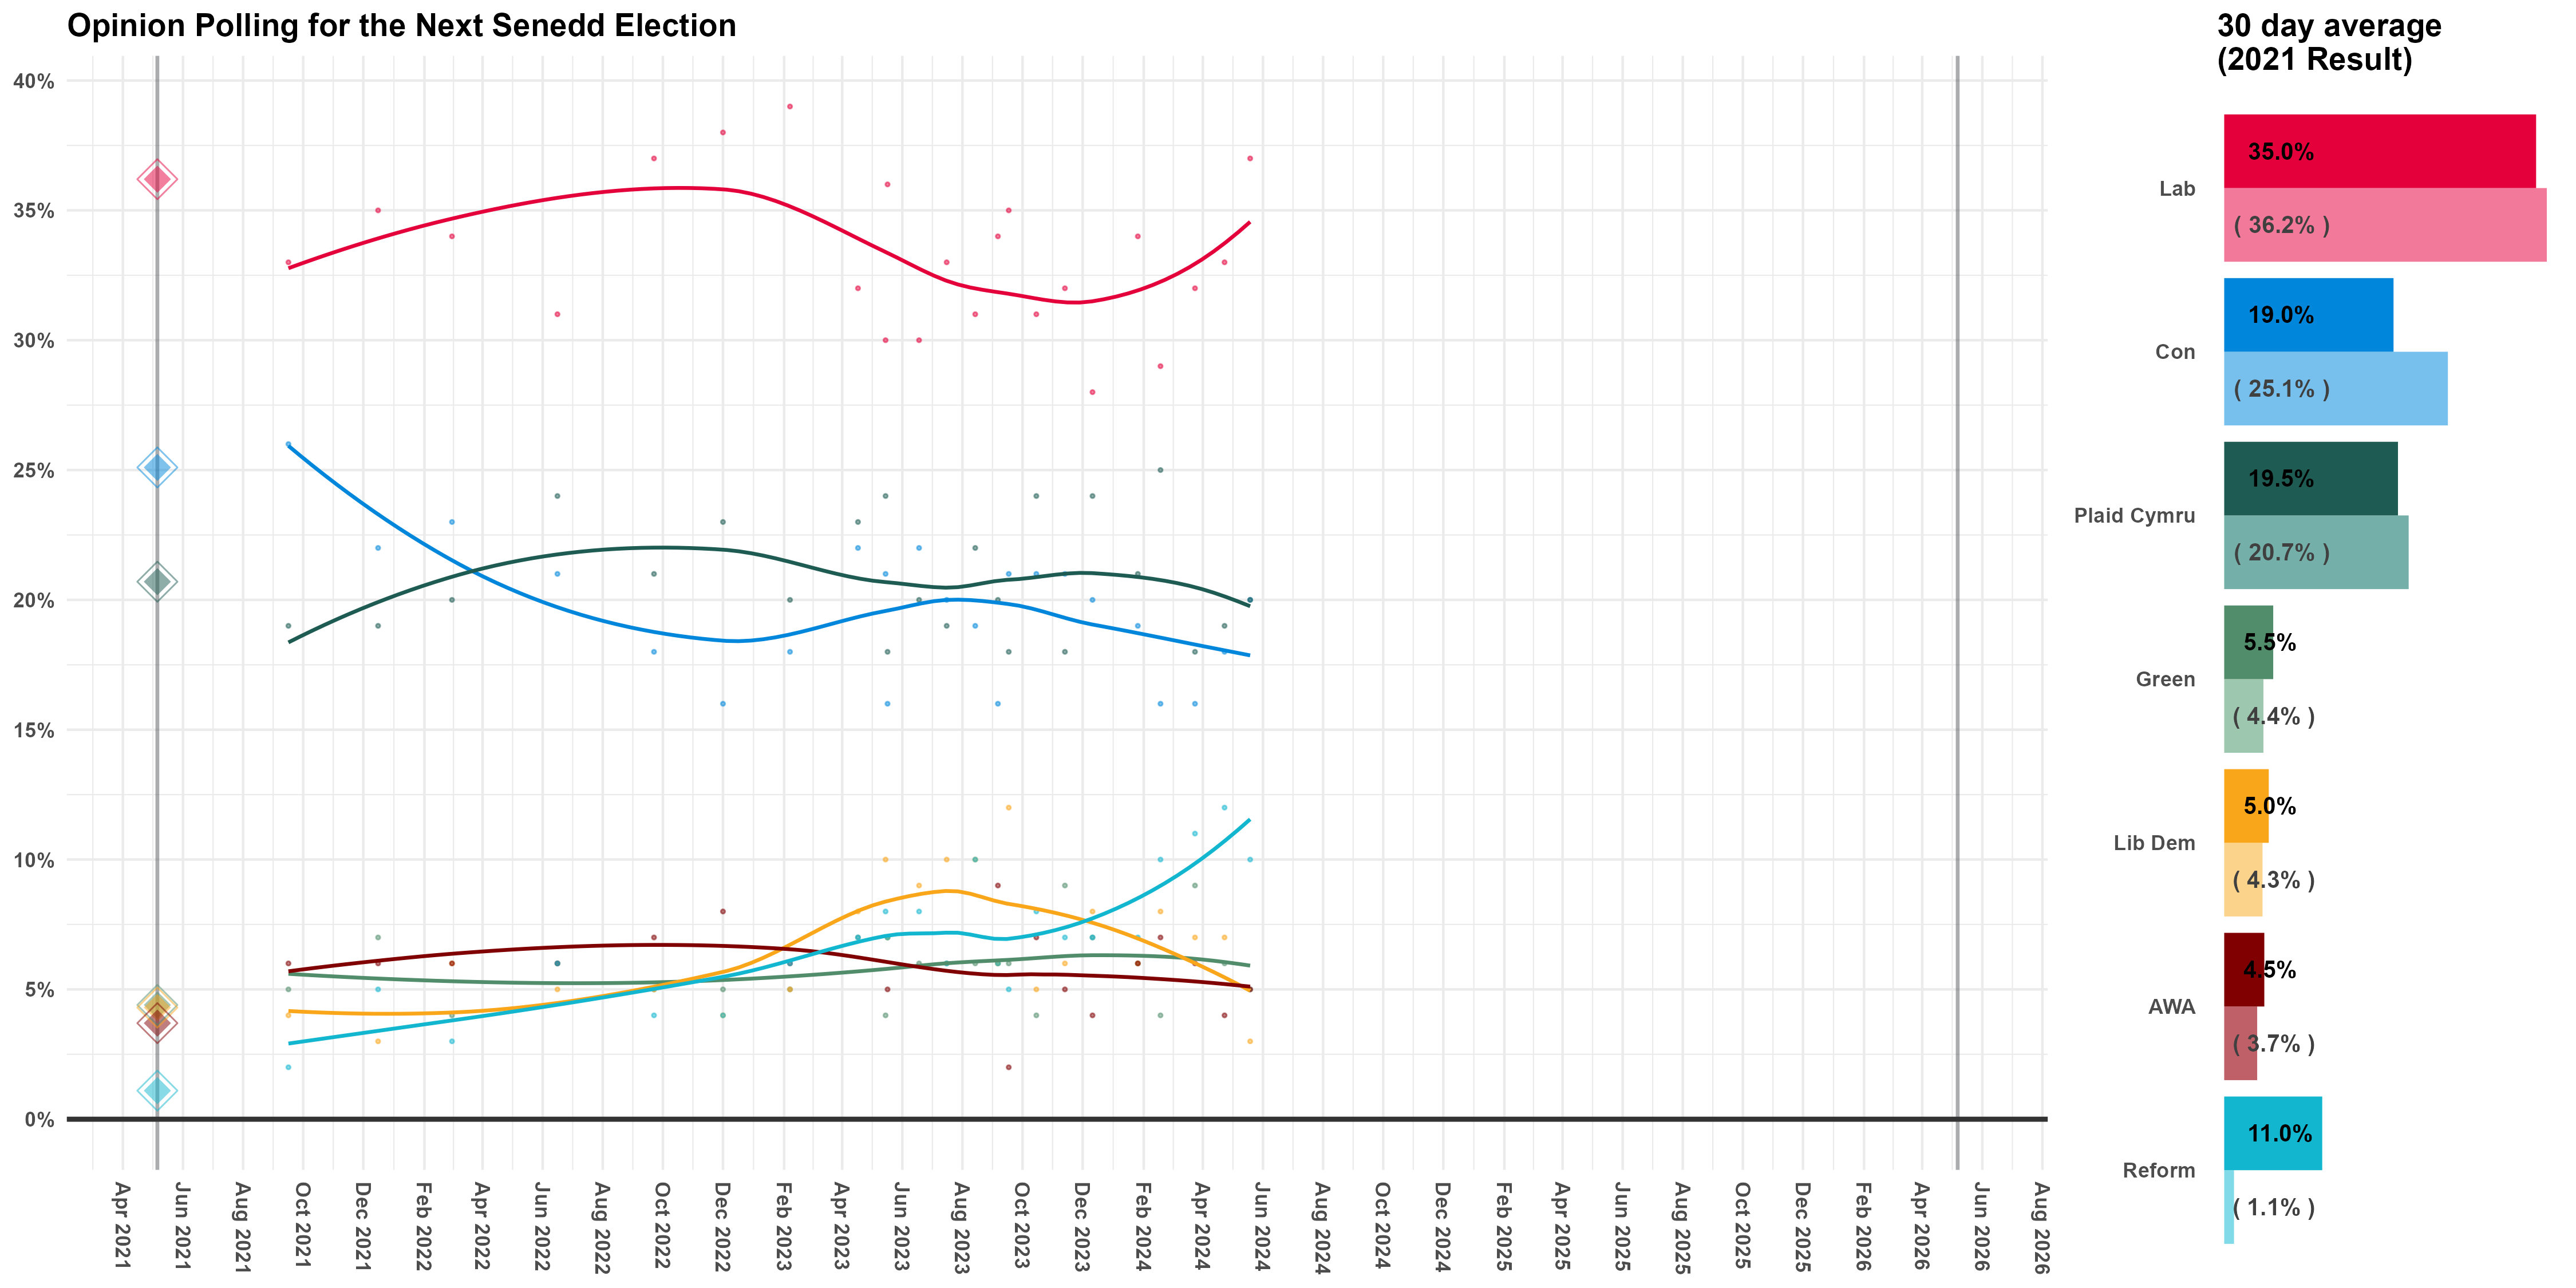 Opinion Polling for the Next Senedd Election
30 day average
(2021 Result)
40%
35%
30%
25%
20%
15%
10%
5%
0%
Apr 2021
Jun 2021
Aug 2021
Oct 2021
Dec 2021
Feb 2022
Apr 2022
Jun 2022
Aug 2022
Oct 2022
Dec 2022
Feb 2023
Apr 2023
Jun 2023
Aug 2023
Oct 2023
Dec 2023
Feb 2024
Apr 2024
Jun 2024
Aug 2024
Oct 2024
Dec 2024
Feb 2025
Apr 2025
Jun 2025
Aug 2025
Oct 2025
Dec 2025
Feb 2026
Apr 2026
Jun 2026
Aug 2026
Lab
35.0%
( 36.2% )
Con
19.0%
( 25.1% )
Plaid Cymru
19.5%
( 20.7% )
Green
5.5%
( 4.4% )
Lib Dem
5.0%
( 4.3% )
AWA
4.5%
( 3.7% )
Reform
11.0%
( 1.1% )